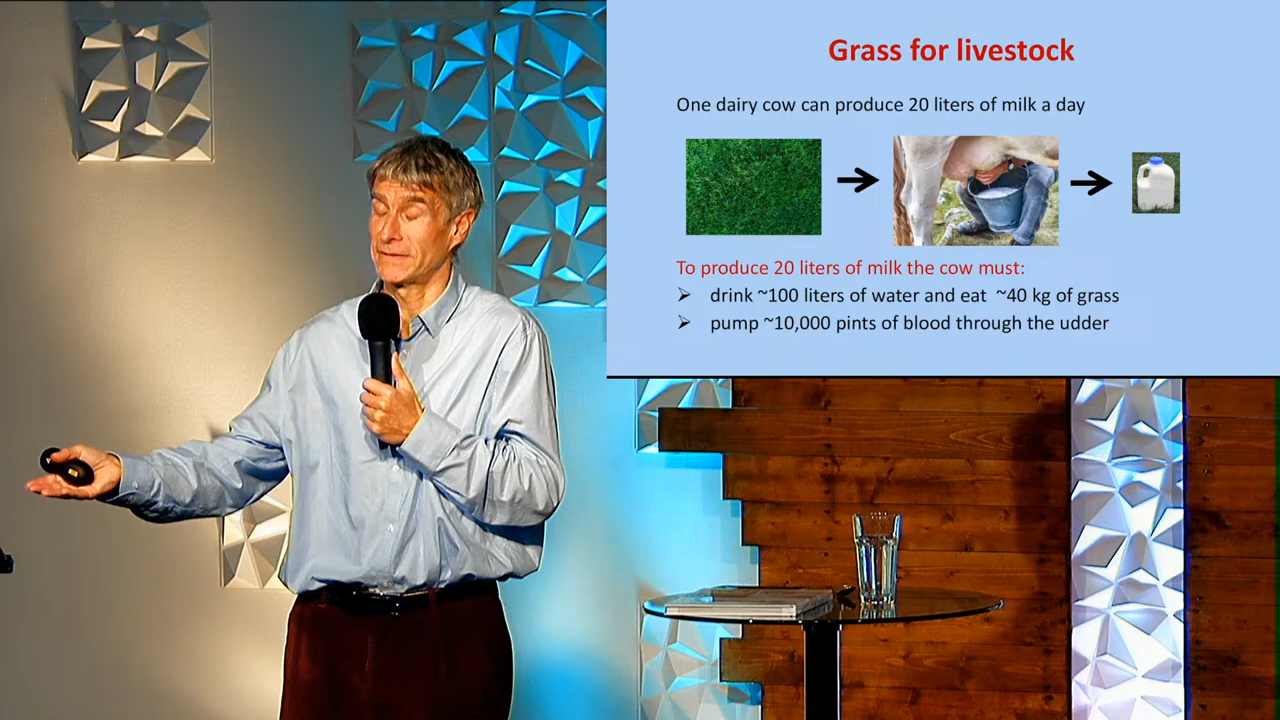 Grass for livestock
One dairy cow can produce 20 liters of milk a day
To produce 20 liters of milk the cow must:
➢ drink ~100 liters of water and eat ~40 kg of grass
➢ pump ~10,000 pints of blood through the udder